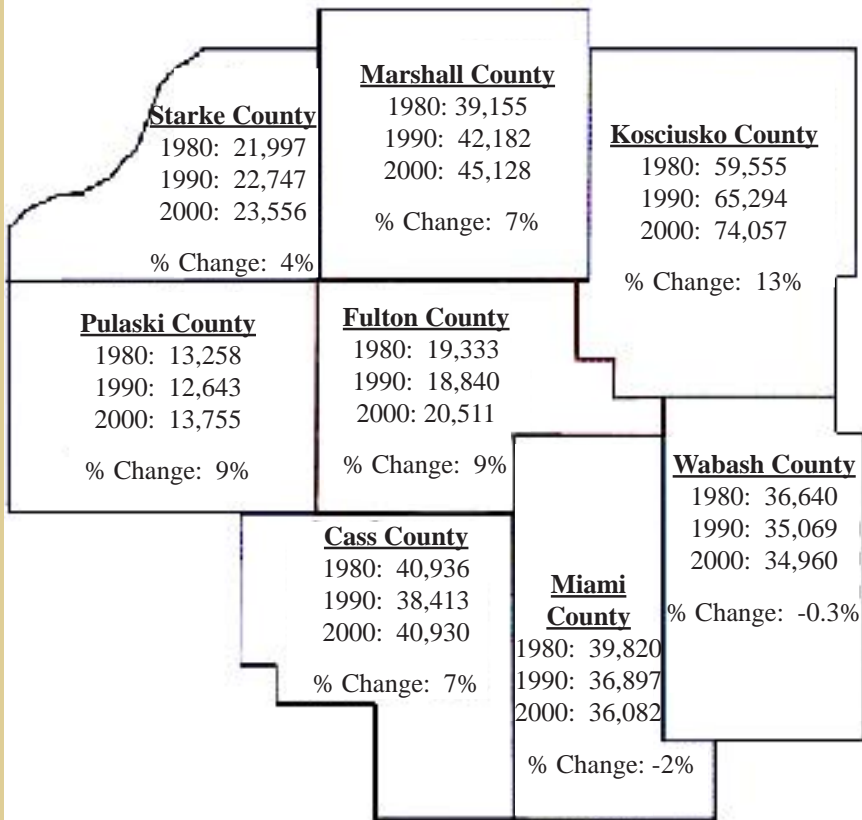 Marshall County
1980: 39,155
1990: 42,182
2000: 45,128
% Change: 7%
Starke County
1980: 21,997
1990: 22,747
2000: 23,556
% Change: 4%
Kosciusko County
1980: 59,555
1990: 65,294
2000: 74,057
% Change: 13%
Pulaski County
1980: 13,258
1990: 12,643
2000: 13,755
% Change: 9%
Fulton County
1980: 19,333
1990: 18,840
2000: 20,511
% Change: 9%
Wabash County
1980: 36,640
1990: 35,069
2000: 34,960
% Change: -0.3%
Cass County
1980: 40,936
1990: 38,413
2000: 40,930
% Change: 7%
Miami
County
1980: 39,820
1990: 36,897
2000: 36,082
% Change: -2%